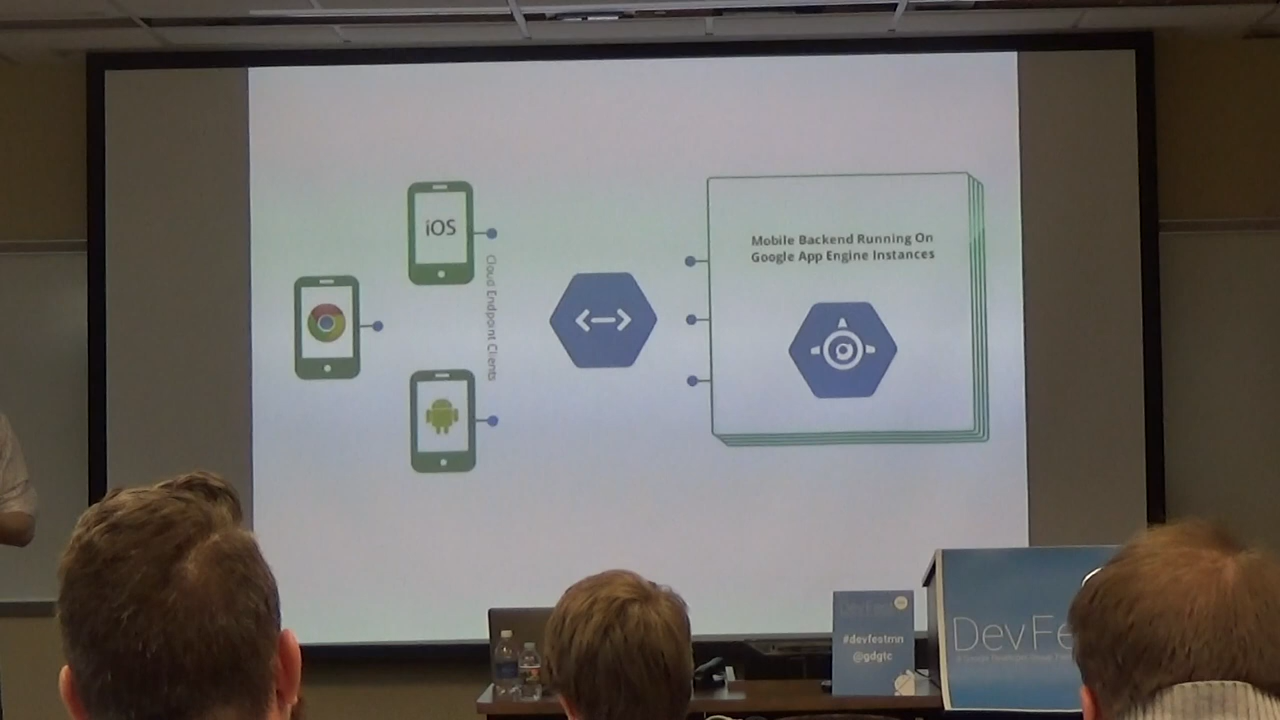 iOS
Cloud Endpoint Clients
Mobile Backend Running On
Google App Engine Instances
#devfestmn
@gdgtc
DevFe